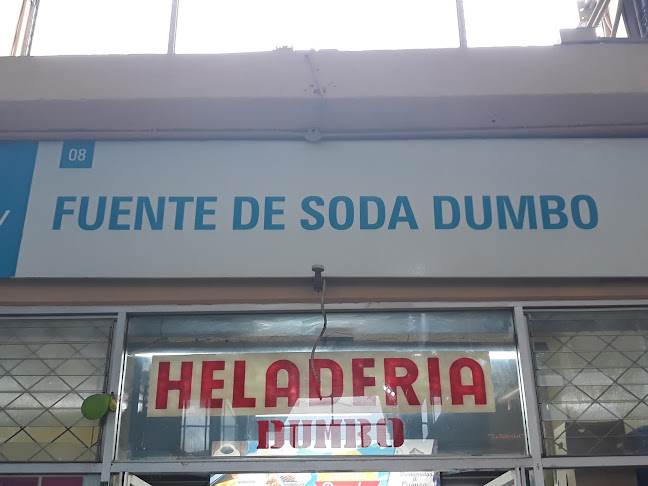 08
FUENTE DE SODA DUMBO
HELADERIA
DUMBO